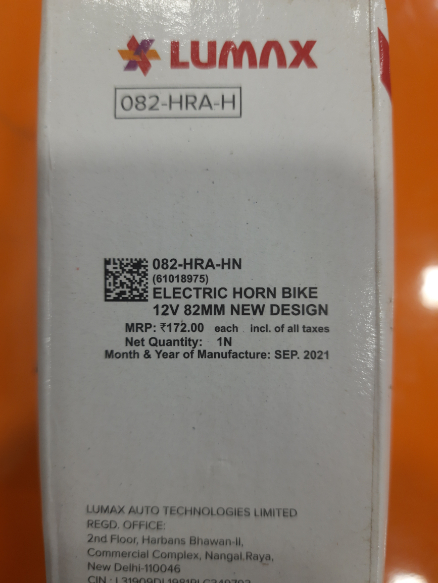 LUMAX
082-HRA-H
082-HRA-HN
(61018975)
ELECTRIC HORN BIKE
12V 82MM NEW DESIGN
MRP: ₹172.00 each incl. of all taxes
Net Quantity: 1N
Month & Year of Manufacture: SEP. 2021
LUMAX AUTO TECHNOLOGIES LIMITED
REGD. OFFICE:
2nd Floor, Harbans Bhawan-II,
Commercial Complex, Nangal Raya,
New Delhi-110046
CIN :